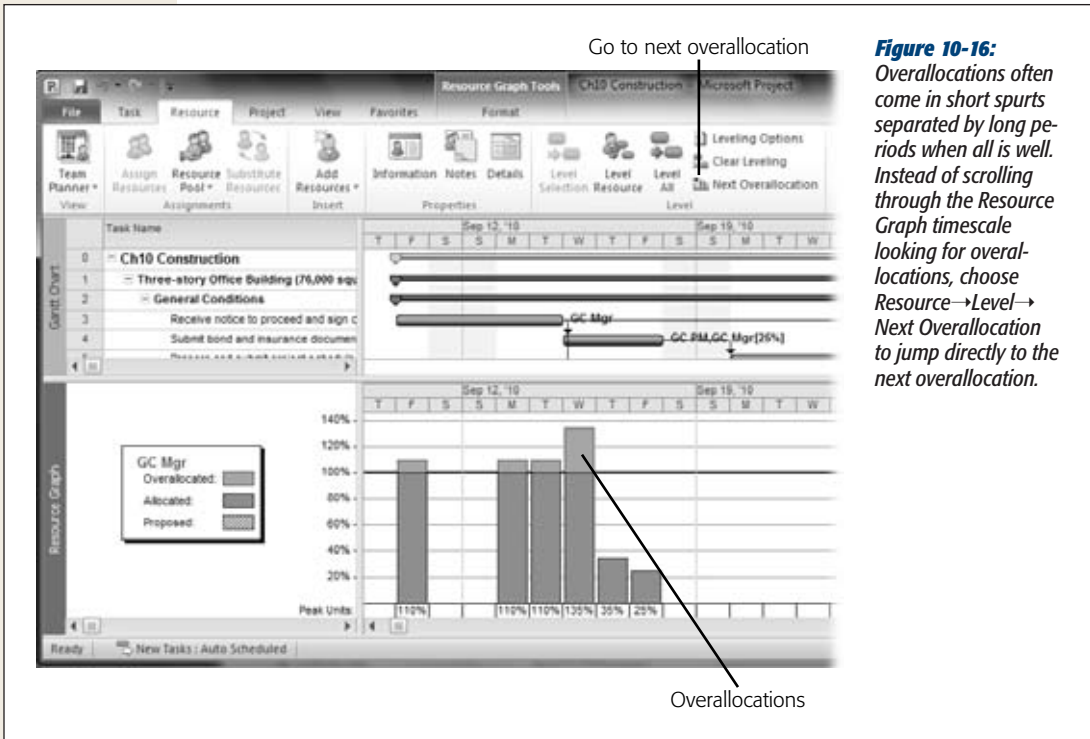 Go to next overallocation
Figure 10-16:
Overallocations often
come in short spurts
separated by long pe-
riods when all is well.
Instead of scrolling
through the Resource
Graph timescale
looking for overal-
locations, choose
Resource→Level→
Next Overallocation
to jump directly to the
next overallocation.
Resource Graph Tools Ch10 Construction - Microsoft Project
File Task Resource Project View Favorites Format
Team Planner
Assign Resources
Resource Pool
Substitute Resources
Add Resources
Information Notes Details
Level Selection
Level Resource
Level All
Leveling Options
Clear Leveling
Next Overallocation
View Assignments Insert Properties Level
Task Name
Sep 12, '10 Sep 19, '10
T F S S M T W T F S S M T W
Gantt Chart
0 Ch10 Construction
1 Three-story Office Building (76,000 squ
2 General Conditions
3 Receive notice to proceed and sign c
GC Mgr
4 Submit bond and insurance documen
GC PM,GC Mgr[25%]
Sep 12, '10 Sep 19, '10
T F S S M T W T F S S M T W
Resource Graph
GC Mgr
Overallocated:
Allocated:
Proposed:
140%
120%
100%
80%
60%
40%
20%
Peak Units: 110% 110% 110% 135% 35% 25%
Ready New Tasks : Auto Scheduled
Overallocations